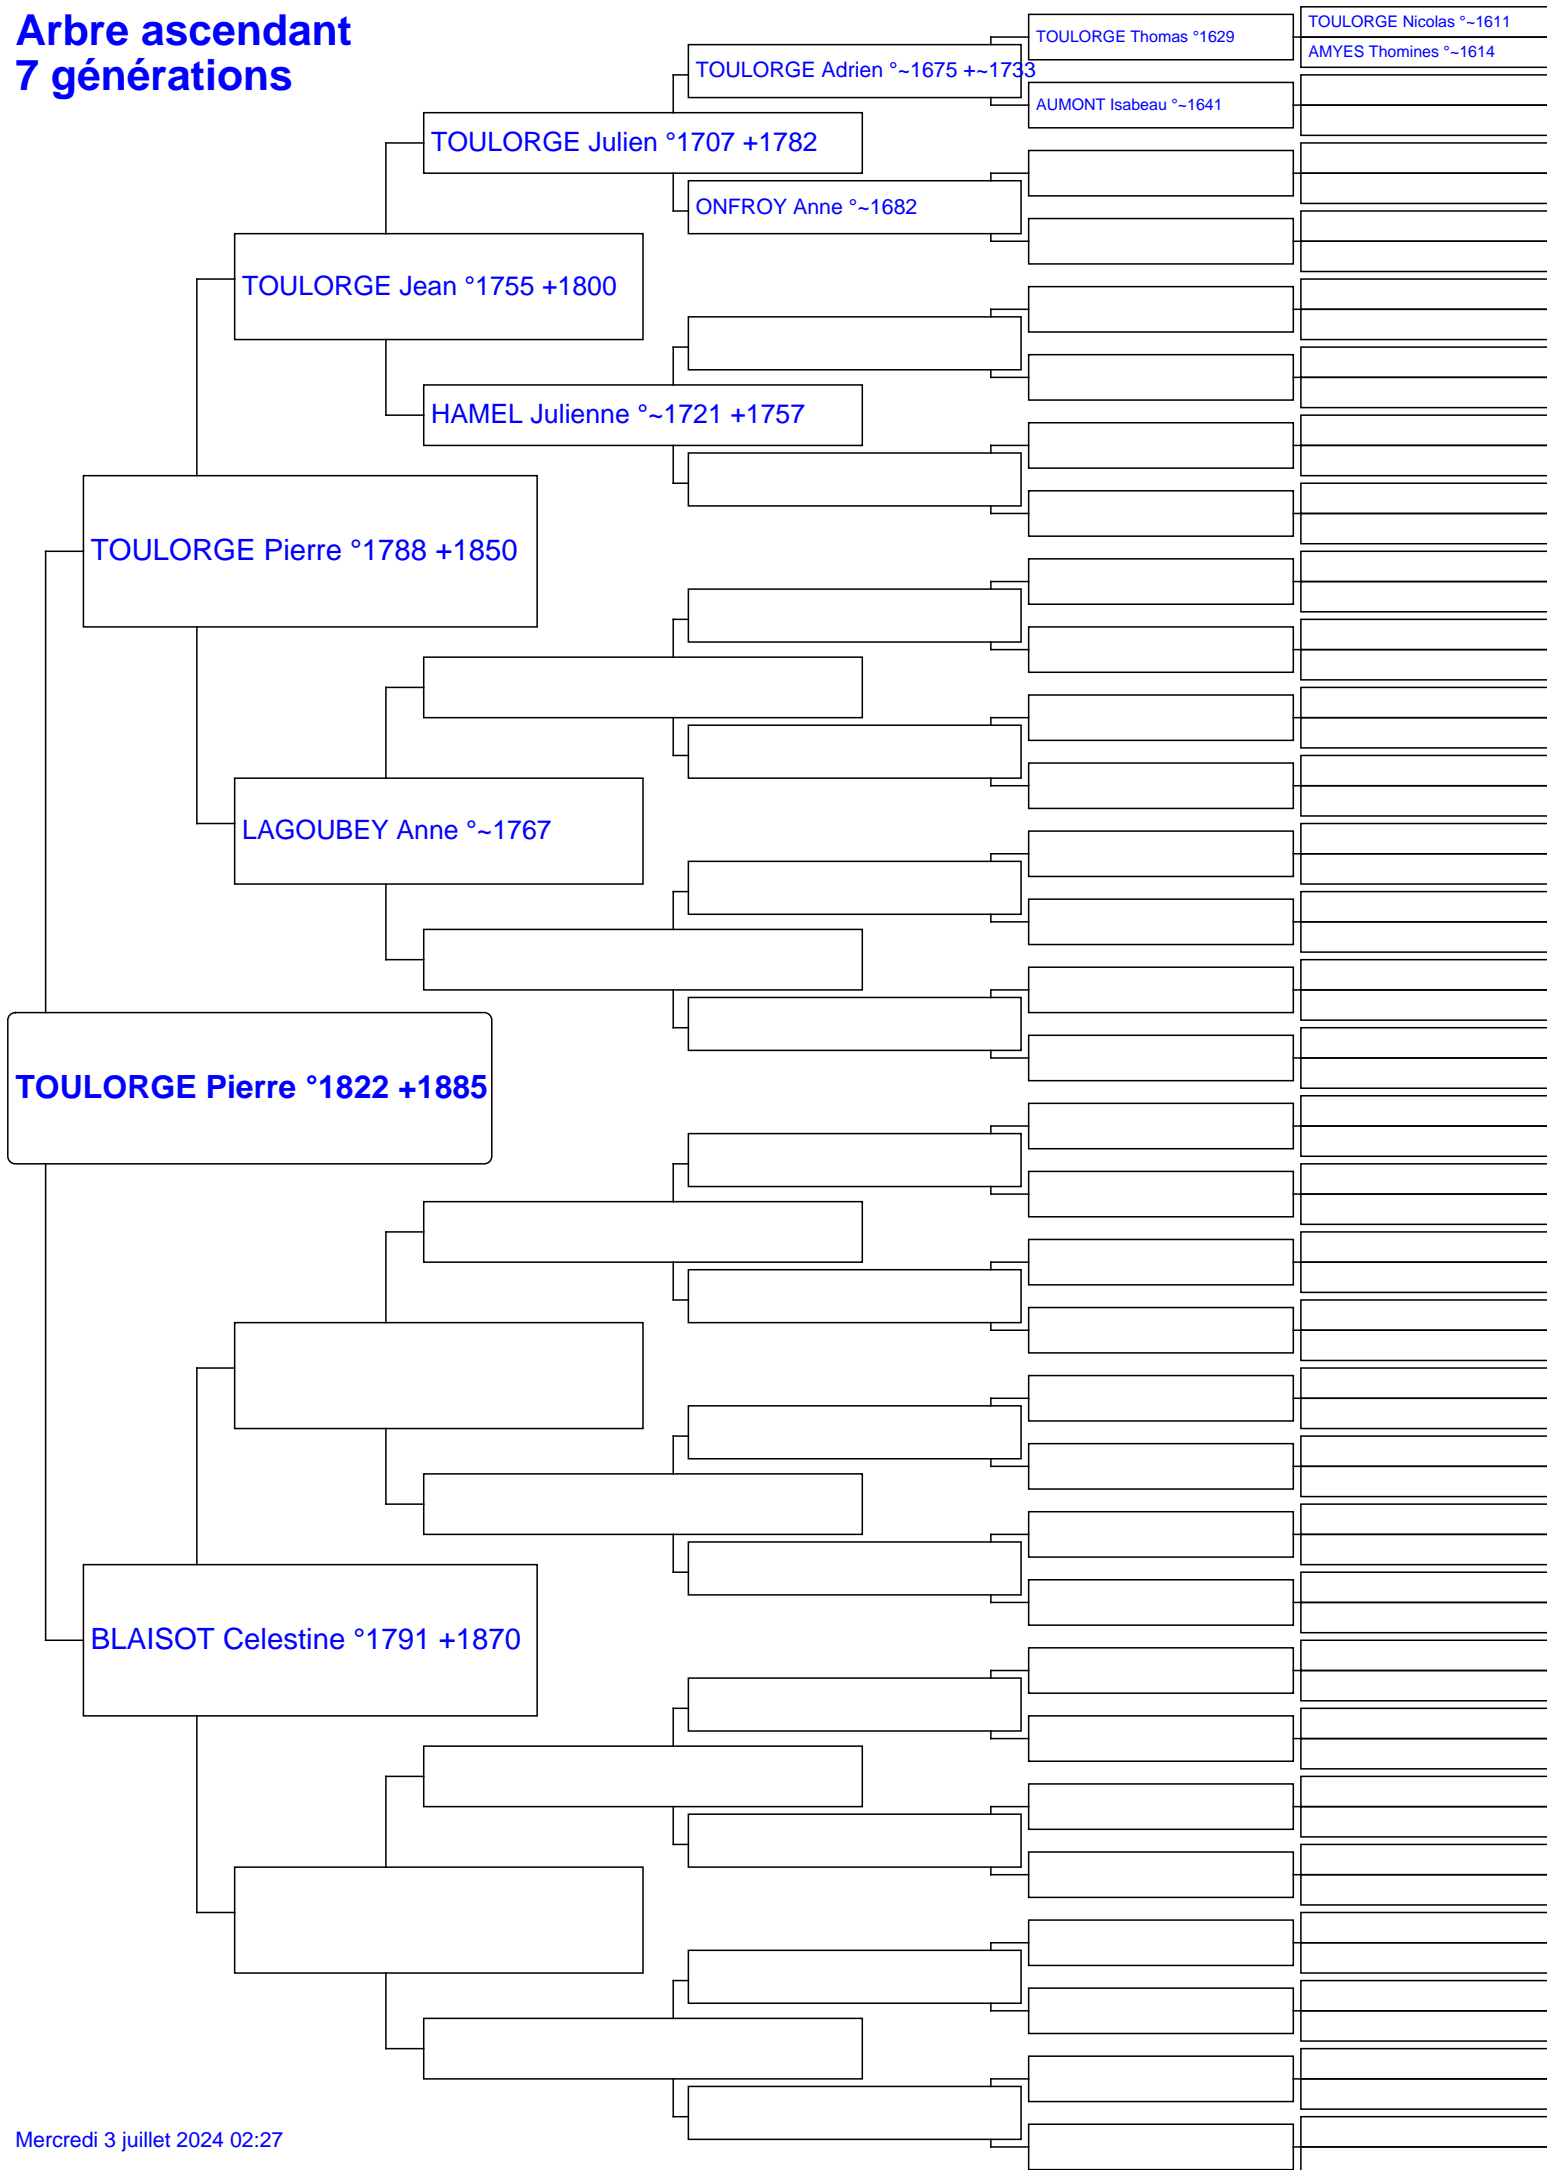 Arbre ascendant
7 générations
TOULORGE Nicolas °~1611
TOULORGE Thomas °1629
AMYES Thomines °~1614
TOULORGE Adrien °~1675 +~1733
AUMONT Isabeau °~1641
TOULORGE Julien °1707 +1782
ONFROY Anne °~1682
TOULORGE Jean °1755 +1800
HAMEL Julienne °~1721 +1757
TOULORGE Pierre °1788 +1850
LAGOUBEY Anne °~1767
TOULORGE Pierre °1822 +1885
BLAISOT Celestine °1791 +1870
Mercredi 3 juillet 2024 02:27